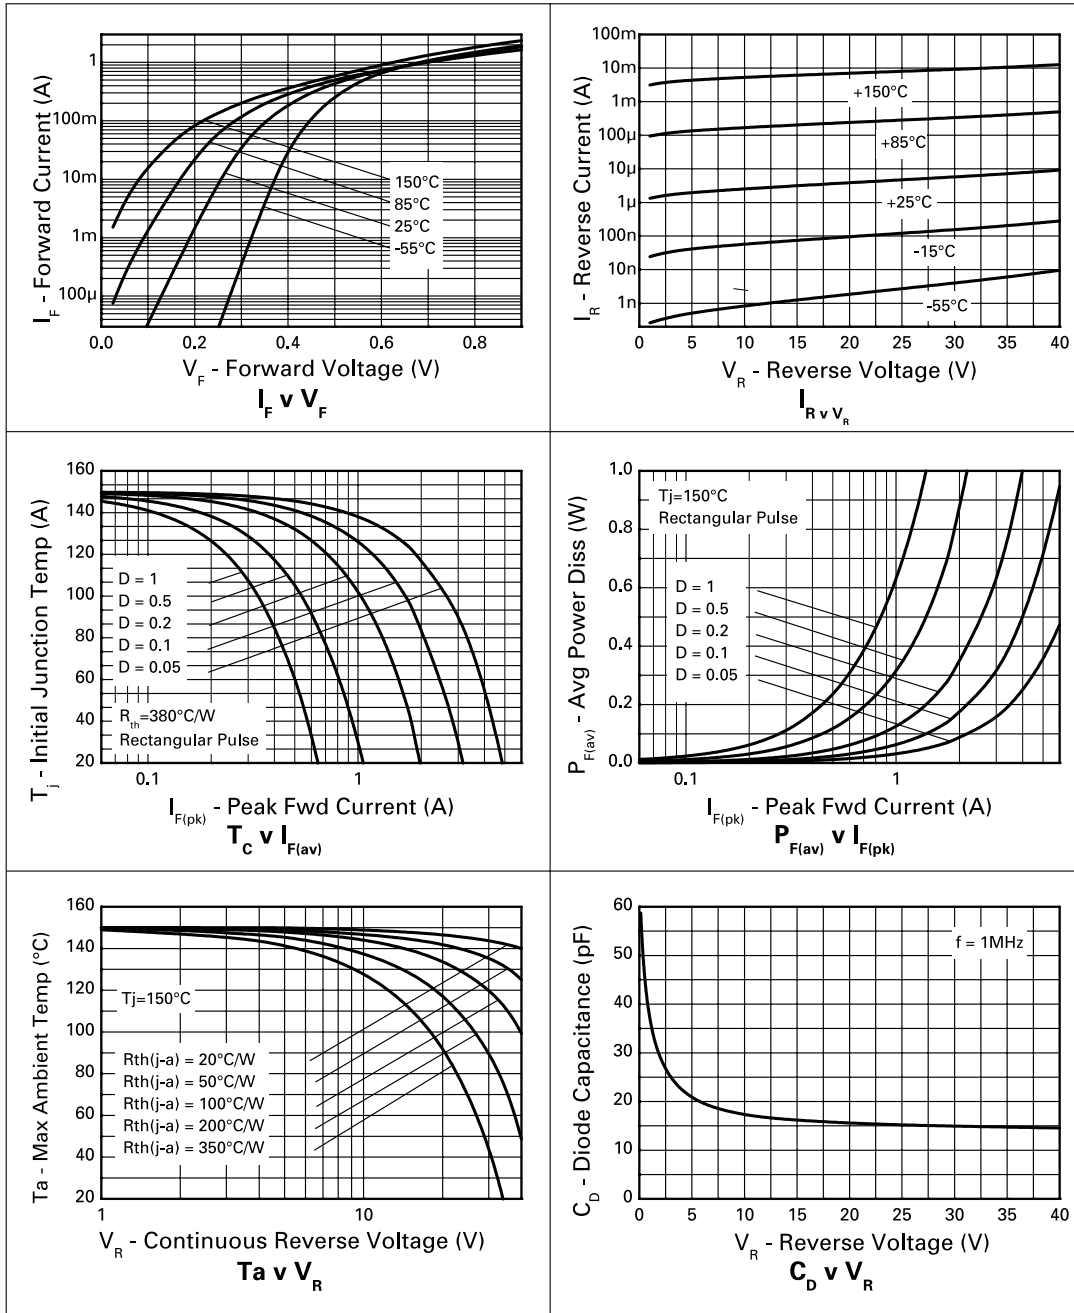 I_F - Forward Current (A)
1
100m
10m
1m
100µ
150°C
85°C
25°C
-55°C
0.0 0.2 0.4 0.6 0.8
V_F - Forward Voltage (V)
I_F v V_F
I_R - Reverse Current (A)
100m
10m
1m
100µ
10µ
1µ
100n
10n
1n
+150°C
+85°C
+25°C
-15°C
-55°C
0 5 10 15 20 25 30 35 40
V_R - Reverse Voltage (V)
I_R v V_R
T_j - Initial Junction Temp (A)
160
140
120
100
80
60
40
20
D = 1
D = 0.5
D = 0.2
D = 0.1
D = 0.05
R_th=380°C/W
Rectangular Pulse
0.1 1
I_F(pk) - Peak Fwd Current (A)
T_C v I_F(av)
P_F(av) - Avg Power Diss (W)
1.0
0.8
0.6
0.4
0.2
0.0
Tj=150°C
Rectangular Pulse
D = 1
D = 0.5
D = 0.2
D = 0.1
D = 0.05
0.1 1
I_F(pk) - Peak Fwd Current (A)
P_F(av) v I_F(pk)
Ta - Max Ambient Temp (°C)
160
140
120
100
80
60
40
20
Tj=150°C
Rth(j-a) = 20°C/W
Rth(j-a) = 50°C/W
Rth(j-a) = 100°C/W
Rth(j-a) = 200°C/W
Rth(j-a) = 350°C/W
1 10
V_R - Continuous Reverse Voltage (V)
Ta v V_R
C_D - Diode Capacitance (pF)
60
50
40
30
20
10
0
f = 1MHz
0 5 10 15 20 25 30 35 40
V_R - Reverse Voltage (V)
C_D v V_R